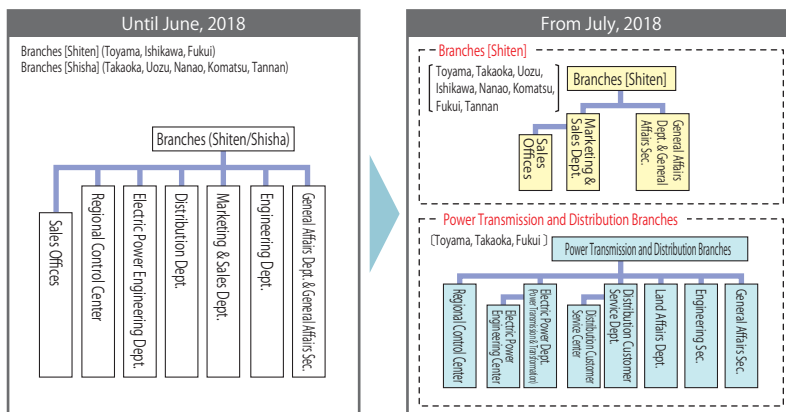 Until June, 2018
Branches [Shiten] (Toyama, Ishikawa, Fukui)
Branches [Shisha] (Takaoka, Uozu, Nanao, Komatsu, Tannan)
Branches (Shiten/Shisha)
Sales Offices
Regional Control Center
Electric Power Engineering Dept.
Distribution Dept.
Marketing & Sales Dept.
Engineering Dept.
General Affairs Dept. & General Affairs Sec.
From July, 2018
Branches [Shiten]
Toyama, Takaoka, Uozu,
Ishikawa, Nanao, Komatsu,
Fukui, Tannan
Branches [Shiten]
Sales
Offices
Marketing &
Sales Dept.
General Affairs
Dept. & General
Affairs Sec.
Power Transmission and Distribution Branches
〔Toyama, Takaoka, Fukui 〕
Power Transmission and Distribution Branches
Regional Control Center
Electric Power
Engineering Center
Electric Power Dept.
(Power Transmission & Transformation)
Distribution Customer
Service Center
Distribution Customer
Service Dept.
Land Affairs Dept.
Engineering Sec.
General Affairs Sec.